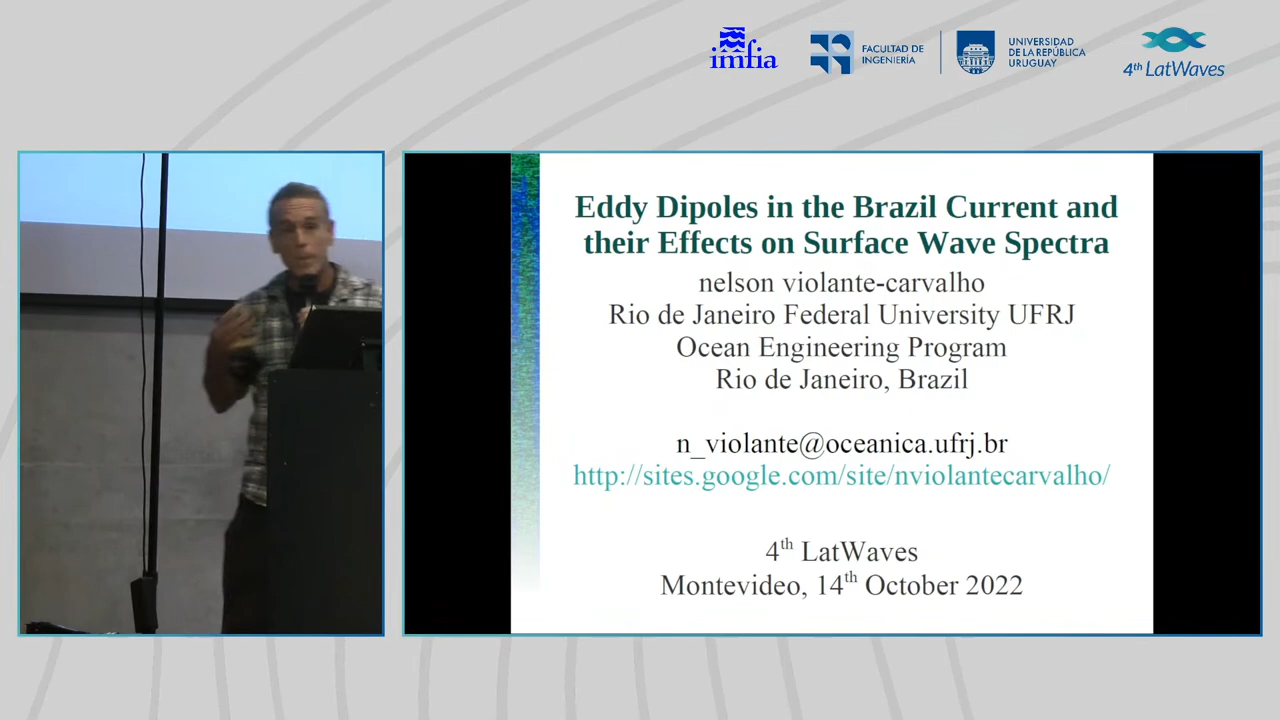 imfia
FACULTAD DE
INGENIERÍA
UNIVERSIDAD
DE LA REPÚBLICA
URUGUAY
4th LatWaves
Eddy Dipoles in the Brazil Current and
their Effects on Surface Wave Spectra
nelson violante-carvalho
Rio de Janeiro Federal University UFRJ
Ocean Engineering Program
Rio de Janeiro, Brazil
n_violante@oceanica.ufrj.br
http://sites.google.com/site/nviolantecarvalho/
4th LatWaves
Montevideo, 14th October 2022